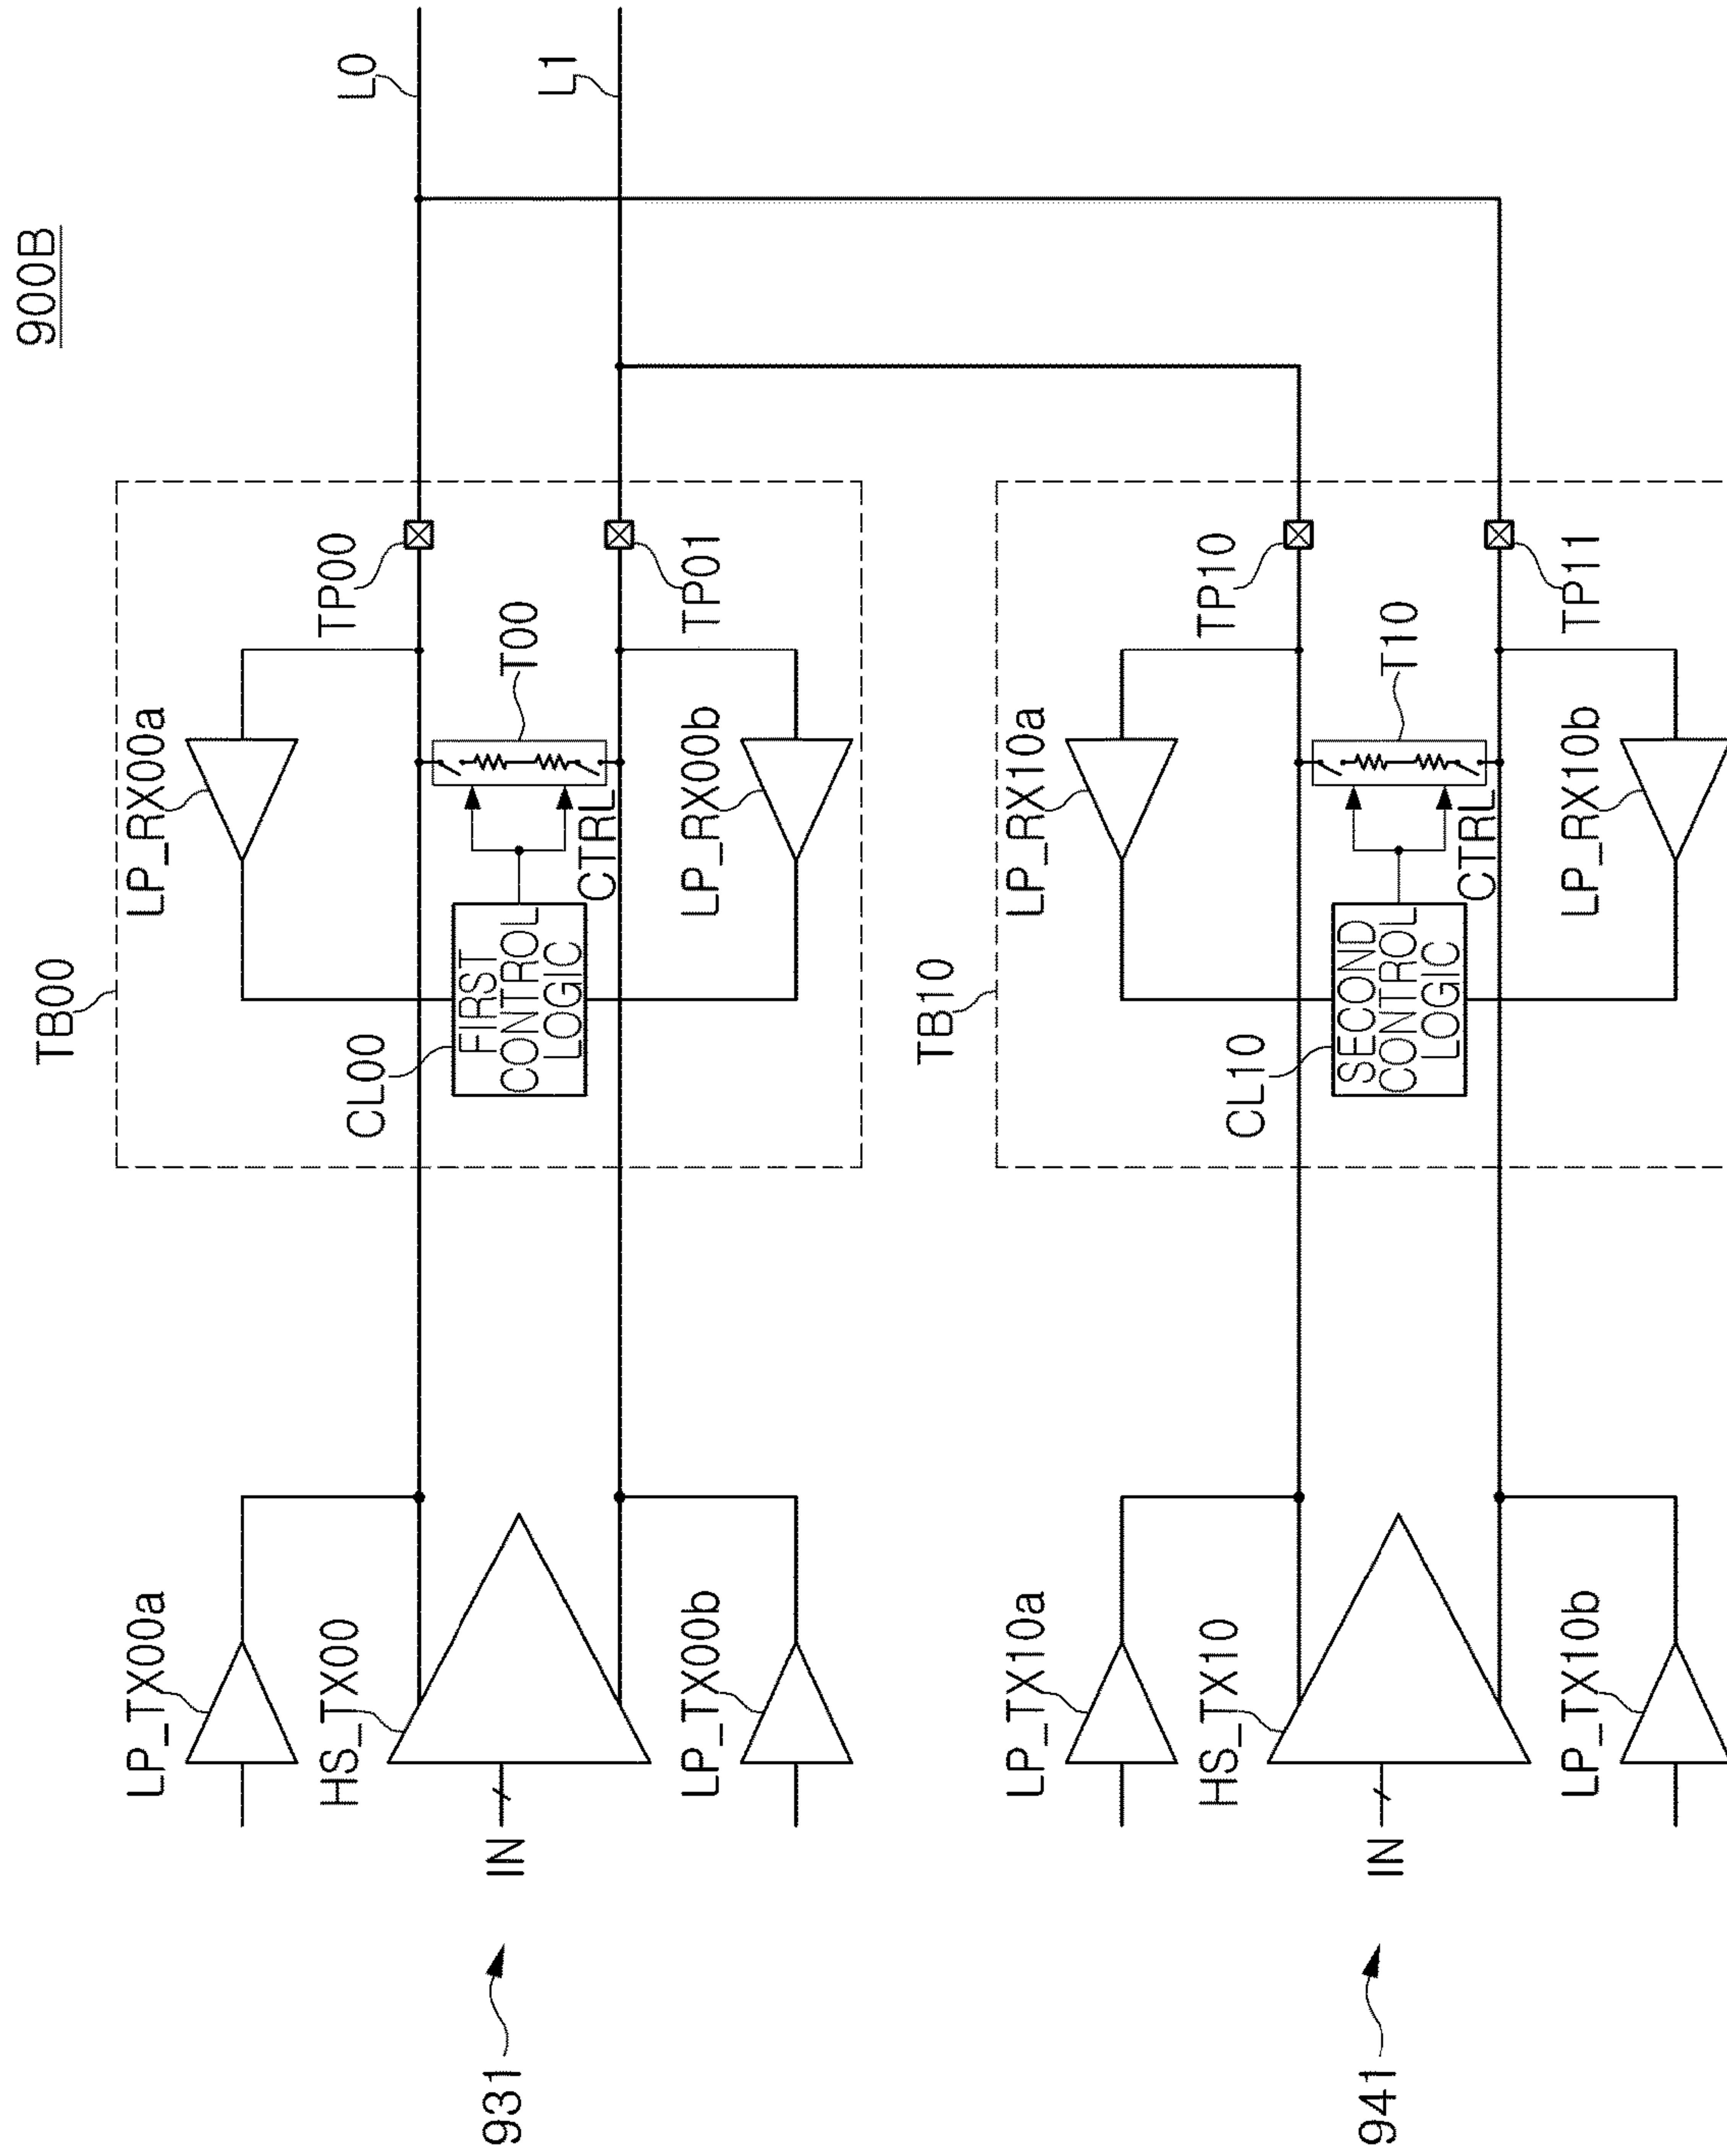 900B
L0
L1
TB00
LP_RX00a
TP00
T00
CTRL
TP01
LP_RX00b
CL00
FIRST
CONTROL
LOGIC
LP_TX00a
HS_TX00
IN
LP_TX00b
931
TB10
LP_RX10a
TP10
T10
CTRL
TP11
LP_RX10b
CL10
SECOND
CONTROL
LOGIC
LP_TX10a
HS_TX10
IN
LP_TX10b
941